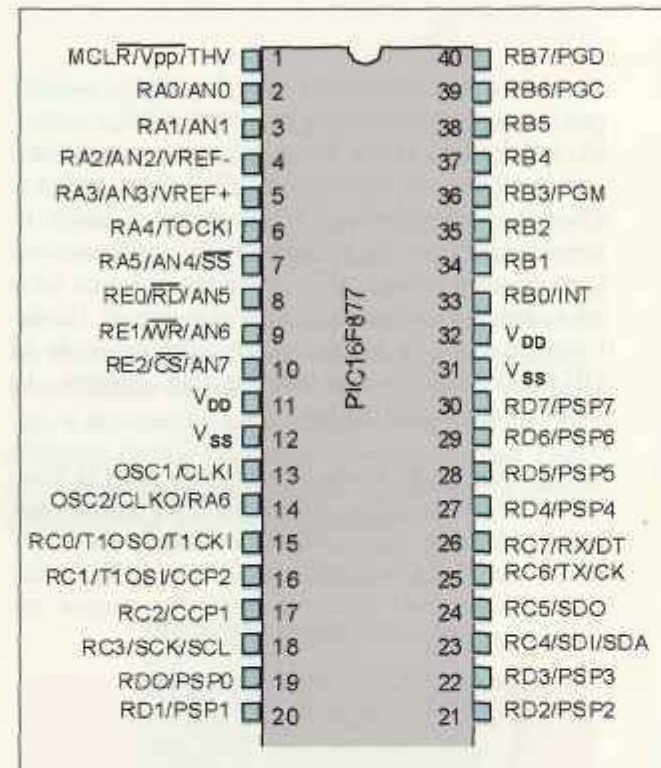 MCLR/Vpp/THV 1
RA0/AN0 2
RA1/AN1 3
RA2/AN2/VREF- 4
RA3/AN3/VREF+ 5
RA4/TOCKI 6
RA5/AN4/SS 7
RE0/RD/AN5 8
RE1/WR/AN6 9
RE2/CS/AN7 10
VDD 11
VSS 12
OSC1/CLKI 13
OSC2/CLKO/RA6 14
RC0/T1OSO/T1CKI 15
RC1/T1OSI/CCP2 16
RC2/CCP1 17
RC3/SCK/SCL 18
RD0/PSP0 19
RD1/PSP1 20
PIC16F877
40 RB7/PGD
39 RB6/PGC
38 RB5
37 RB4
36 RB3/PGM
35 RB2
34 RB1
33 RB0/INT
32 VDD
31 VSS
30 RD7/PSP7
29 RD6/PSP6
28 RD5/PSP5
27 RD4/PSP4
26 RC7/RX/DT
25 RC6/TX/CK
24 RC5/SDO
23 RC4/SDI/SDA
22 RD3/PSP3
21 RD2/PSP2